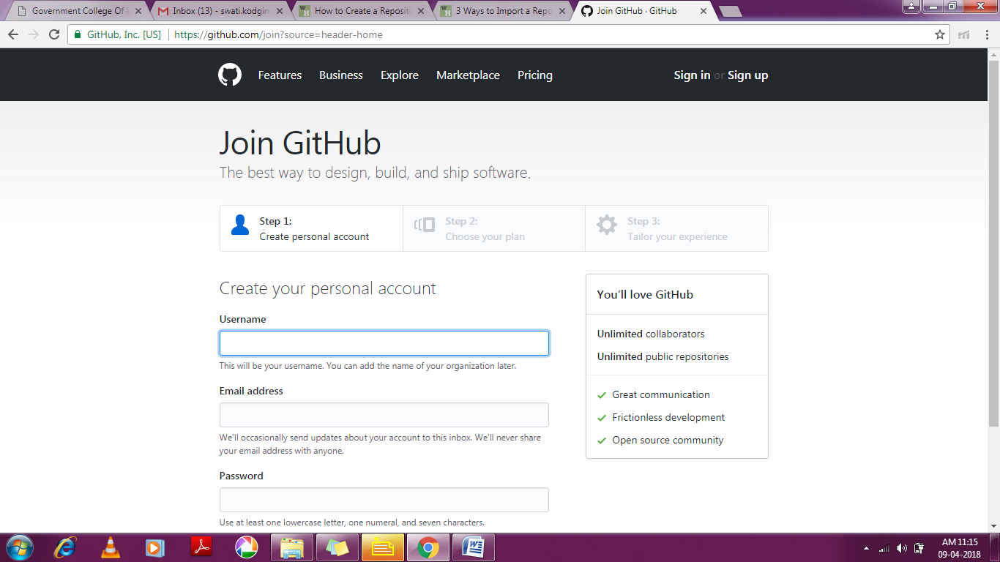 Government College Of E
Inbox (13) - swati.kodgire
How to Create a Reposito
3 Ways to Import a Repo
Join GitHub · GitHub
GitHub, Inc. [US]
https://github.com/join?source=header-home
Features
Business
Explore
Marketplace
Pricing
Sign in or Sign up
Join GitHub
The best way to design, build, and ship software.
Step 1:
Create personal account
Step 2:
Choose your plan
Step 3:
Tailor your experience
Create your personal account
Username
This will be your username. You can add the name of your organization later.
Email address
We'll occasionally send updates about your account to this inbox. We'll never share
your email address with anyone.
Password
Use at least one lowercase letter, one numeral, and seven characters.
You'll love GitHub
Unlimited collaborators
Unlimited public repositories
Great communication
Frictionless development
Open source community
AM 11:15
09-04-2018